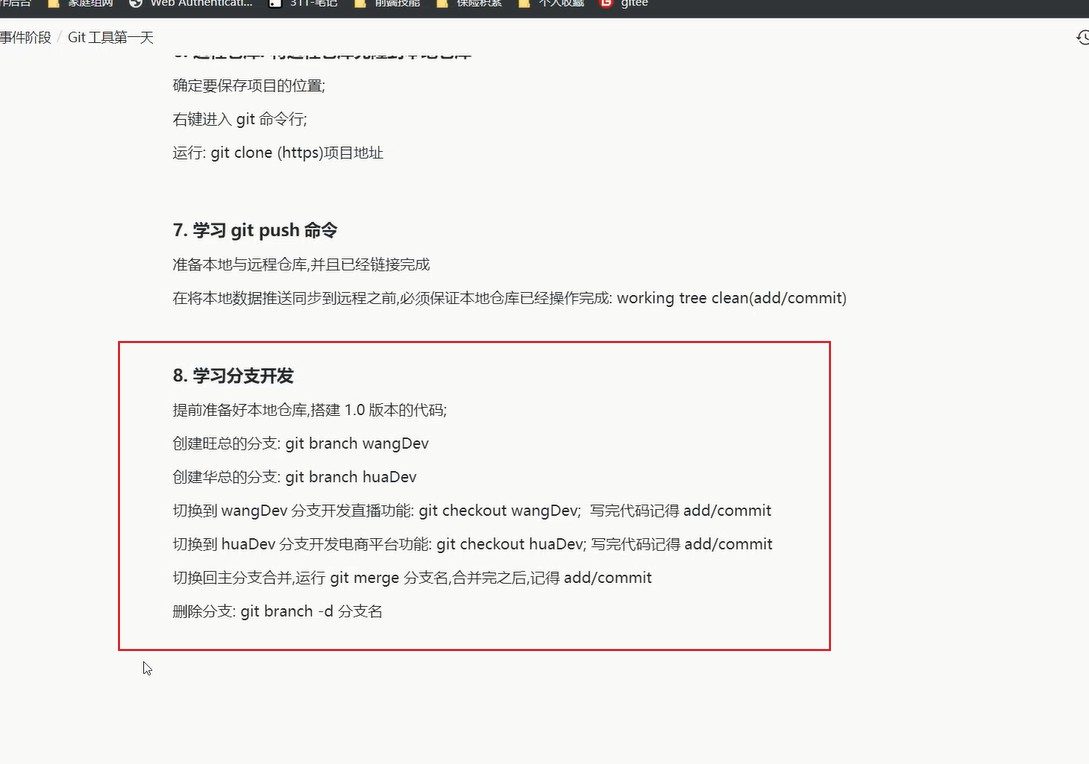 家庭组网
Web Authenticati...
311-笔记
前端技能
保险积累
个人收藏
gitee
事件阶段 / Git 工具第一天
确定要保存项目的位置;
右键进入 git 命令行;
运行: git clone (https)项目地址
7. 学习 git push 命令
准备本地与远程仓库,并且已经链接完成
在将本地数据推送同步到远程之前,必须保证本地仓库已经操作完成: working tree clean(add/commit)
8. 学习分支开发
提前准备好本地仓库,搭建 1.0 版本的代码;
创建旺总的分支: git branch wangDev
创建华总的分支: git branch huaDev
切换到 wangDev 分支开发直播功能: git checkout wangDev; 写完代码记得 add/commit
切换到 huaDev 分支开发电商平台功能: git checkout huaDev; 写完代码记得 add/commit
切换回主分支合并,运行 git merge 分支名,合并完之后,记得 add/commit
删除分支: git branch -d 分支名